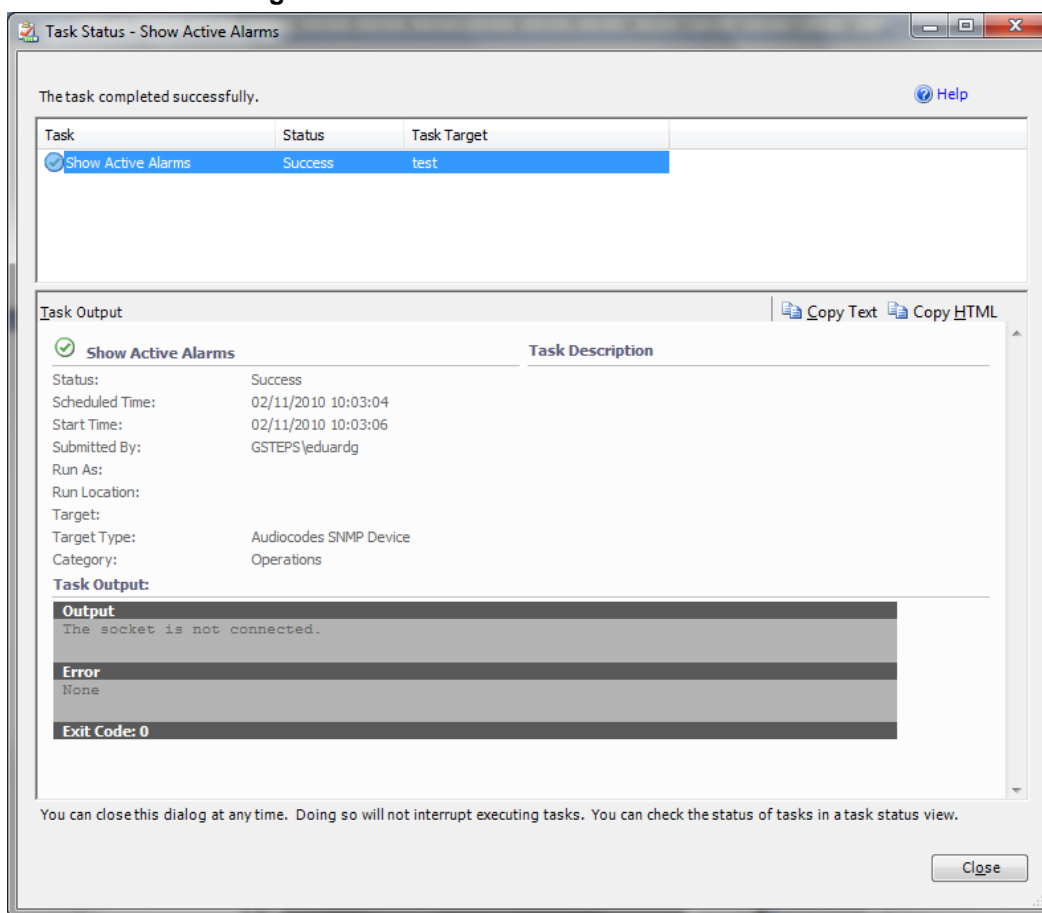 Task Status - Show Active Alarms
The task completed successfully.
Help
Task Status Task Target
Show Active Alarms Success test
Task Output
Copy Text Copy HTML
Show Active Alarms Task Description
Status: Success
Scheduled Time: 02/11/2010 10:03:04
Start Time: 02/11/2010 10:03:06
Submitted By: GSTEPS\eduardg
Run As:
Run Location:
Target:
Target Type: Audiocodes SNMP Device
Category: Operations
Task Output:
Output
The socket is not connected.
Error
None
Exit Code: 0
You can close this dialog at any time. Doing so will not interrupt executing tasks. You can check the status of tasks in a task status view.
Close